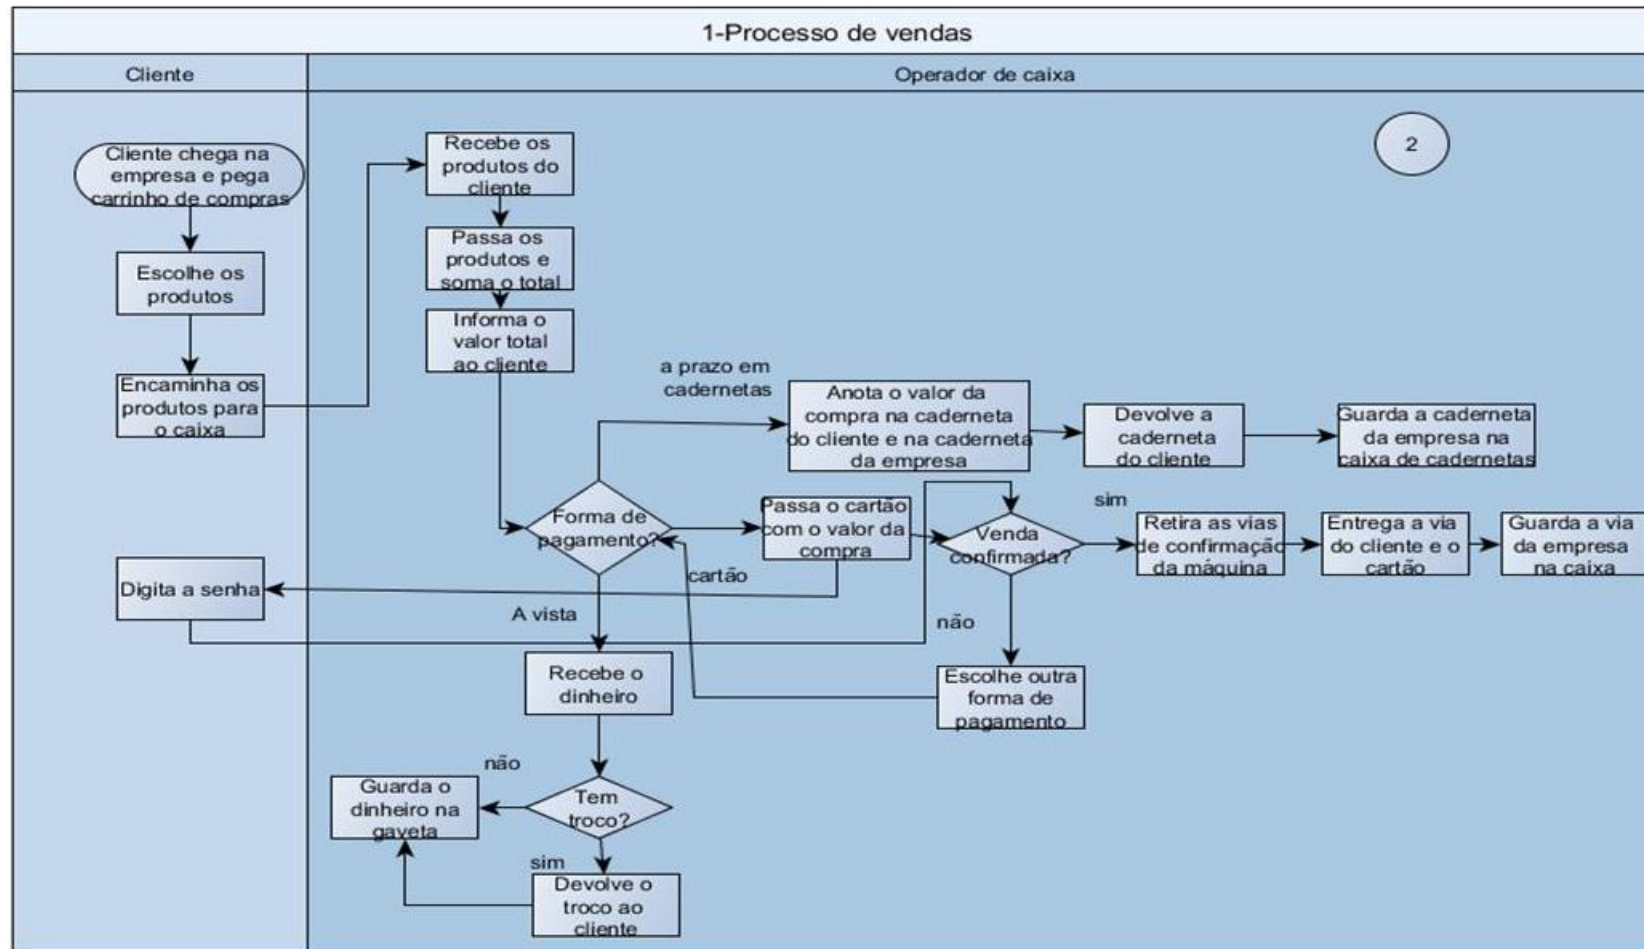 1-Processo de vendas
Cliente
Operador de caixa
Cliente chega na
empresa e pega
carrinho de compras
Escolhe os
produtos
Encaminha os
produtos para
o caixa
Digita a senha
Recebe os
produtos do
cliente
Passa os
produtos e
soma o total
Informa o
valor total
ao cliente
2
a prazo em
cadernetas
Anota o valor da
compra na caderneta
do cliente e na caderneta
da empresa
Devolve a
caderneta
do cliente
Guarda a caderneta
da empresa na
caixa de cadernetas
Forma de
pagamento?
cartão
Passa o cartão
com o valor da
compra
Venda
confirmada?
sim
Retira as vias
de confirmação
da máquina
Entrega a via
do cliente e o
cartão
Guarda a via
da empresa
na caixa
não
Escolhe outra
forma de
pagamento
A vista
Recebe o
dinheiro
Tem
troco?
não
Guarda o
dinheiro na
gaveta
sim
Devolve o
troco ao
cliente